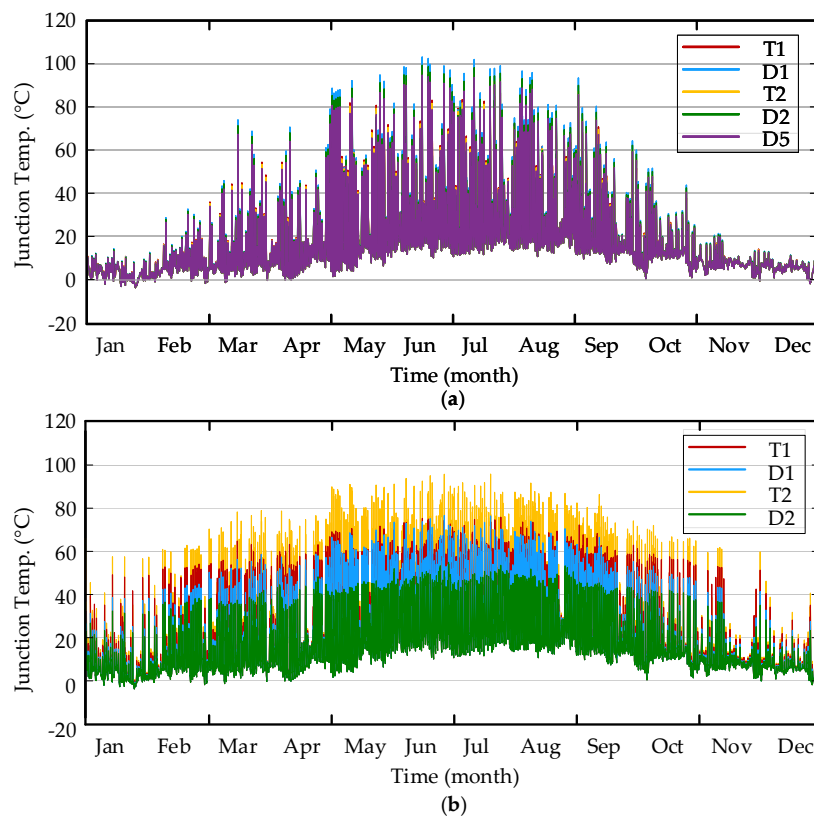 120
100
80
60
40
20
0
-20
Junction Temp. (°C)
T1
D1
T2
D2
D5
Jan Feb Mar Apr May Jun Jul Aug Sep Oct Nov Dec
Time (month)
(a)
120
100
80
60
40
20
0
-20
Junction Temp. (°C)
T1
D1
T2
D2
Jan Feb Mar Apr May Jun Jul Aug Sep Oct Nov Dec
Time (month)
(b)